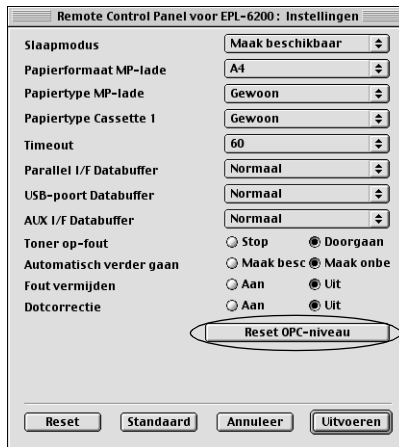 Remote Control Panel voor EPL-6200 : Instellingen
Slaapmodus Maak beschikbaar
Papierformaat MP-lade A4
Papiertype MP-lade Gewoon
Papiertype Cassette 1 Gewoon
Timeout 60
Parallel I/F Databuffer Normaal
USB-poort Databuffer Normaal
AUX I/F Databuffer Normaal
Toner op-fout Stop Doorgaan
Automatisch verder gaan Maak besc Maak onbe
Fout vermijden Aan Uit
Dotcorrectie Aan Uit
Reset OPC-niveau
Reset Standaard Annuleer Uitvoeren